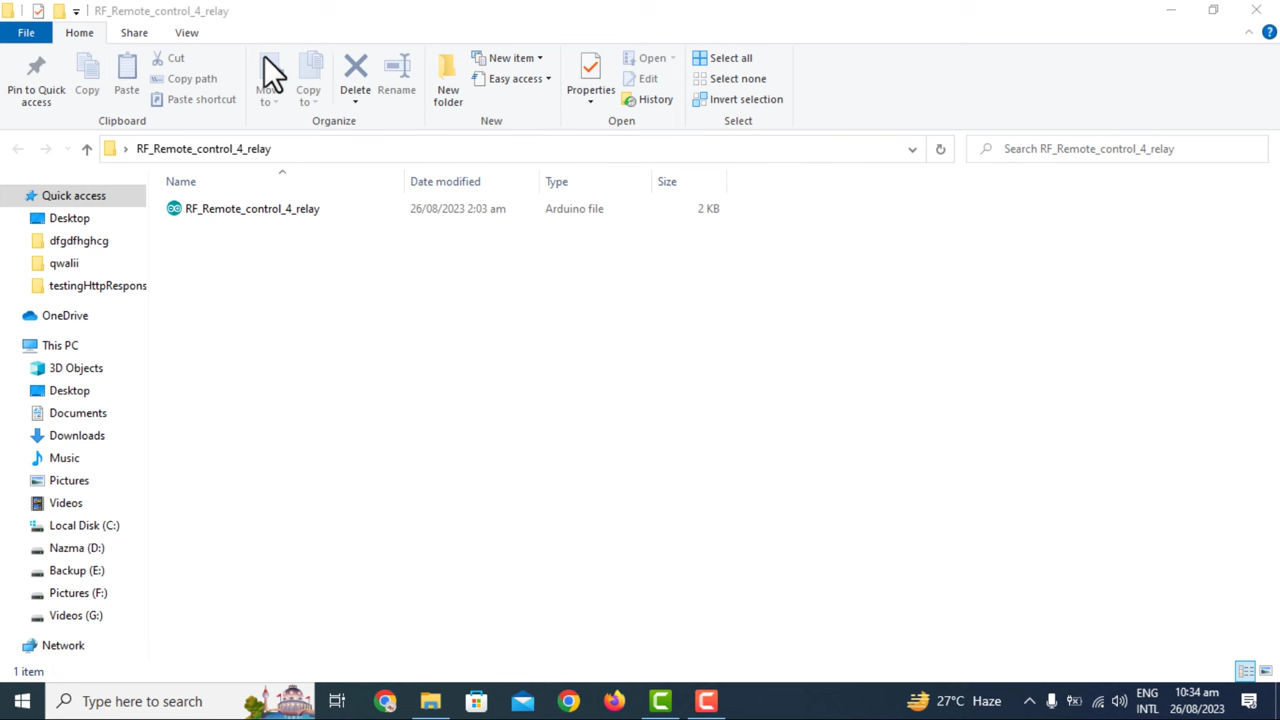 RF_Remote_control_4_relay
File Home Share View
Pin to Quick access
Copy
Paste
Cut
Copy path
Paste shortcut
Clipboard
Move to
Copy to
Delete
Rename
Organize
New folder
New item
Easy access
New
Properties
Open
Edit
History
Open
Select all
Select none
Invert selection
Select
RF_Remote_control_4_relay
Search RF_Remote_control_4_relay
Name Date modified Type Size
RF_Remote_control_4_relay 26/08/2023 2:03 am Arduino file 2 KB
Quick access
Desktop
dfgdfhghcg
qwalii
testingHttpRespons
OneDrive
This PC
3D Objects
Desktop
Documents
Downloads
Music
Pictures
Videos
Local Disk (C:)
Nazma (D:)
Backup (E:)
Pictures (F:)
Videos (G:)
Network
1 item
Type here to search
27°C Haze
ENG
INTL
10:34 am
26/08/2023